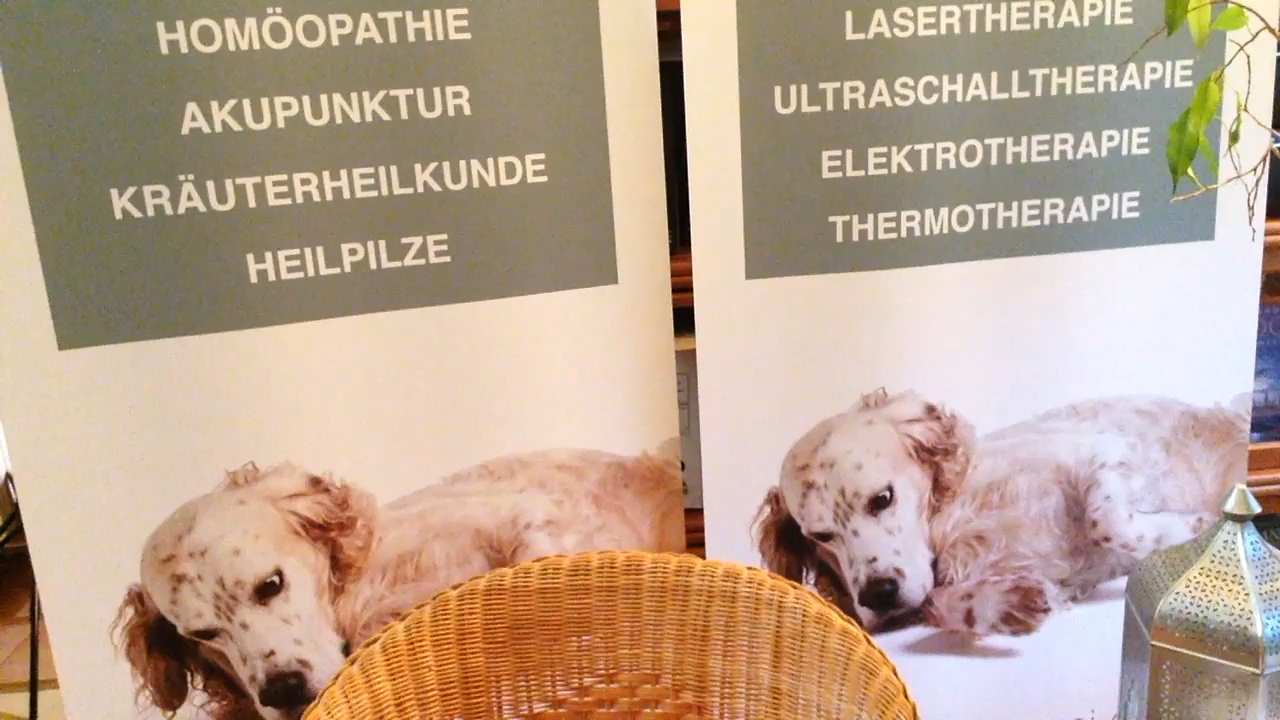 HOMÖOPATHIE
AKUPUNKTUR
KRÄUTERHEILKUNDE
HEILPILZE
LASERTHERAPIE
ULTRASCHALLTHERAPIE
ELEKTROTHERAPIE
THERMOTHERAPIE